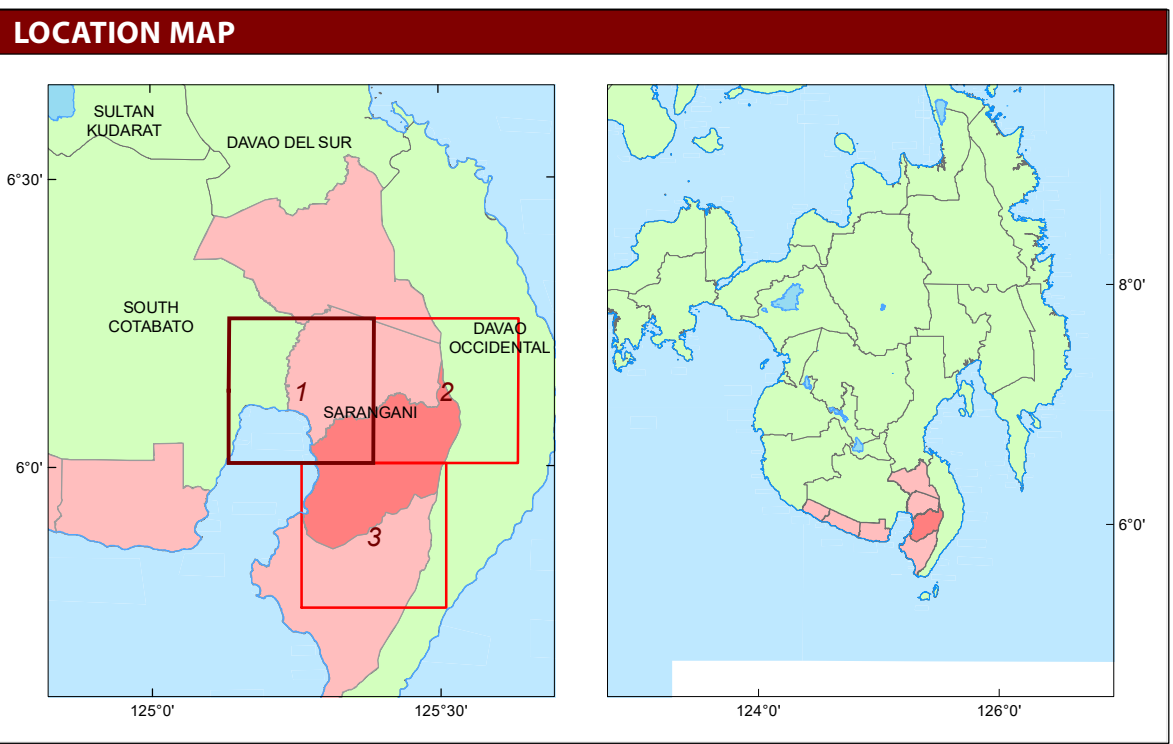 LOCATION MAP
SULTAN
KUDARAT
DAVAO DEL SUR
6°30'
SOUTH
COTABATO
DAVAO
OCCIDENTAL
1
2
SARANGANI
6°0'
3
125°0'
125°30'
8°0'
6°0'
124°0'
126°0'